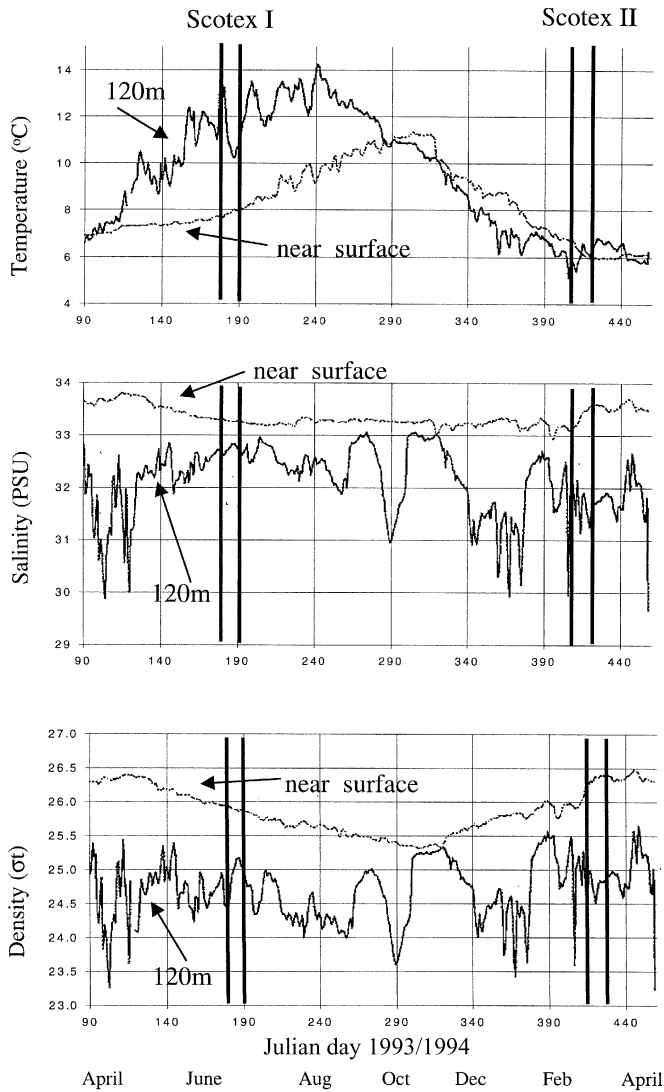 Scotex I
Scotex II
Temperature (°C)
14
12
10
8
6
4
120m
near surface
90 140 190 240 290 340 390 440
Salinity (PSU)
34
33
32
31
30
29
near surface
120m
90 140 190 240 290 340 390 440
Density (σt)
27.0
26.5
26.0
25.5
25.0
24.5
24.0
23.5
23.0
near surface
120m
90 140 190 240 290 340 390 440
Julian day 1993/1994
April June Aug Oct Dec Feb April